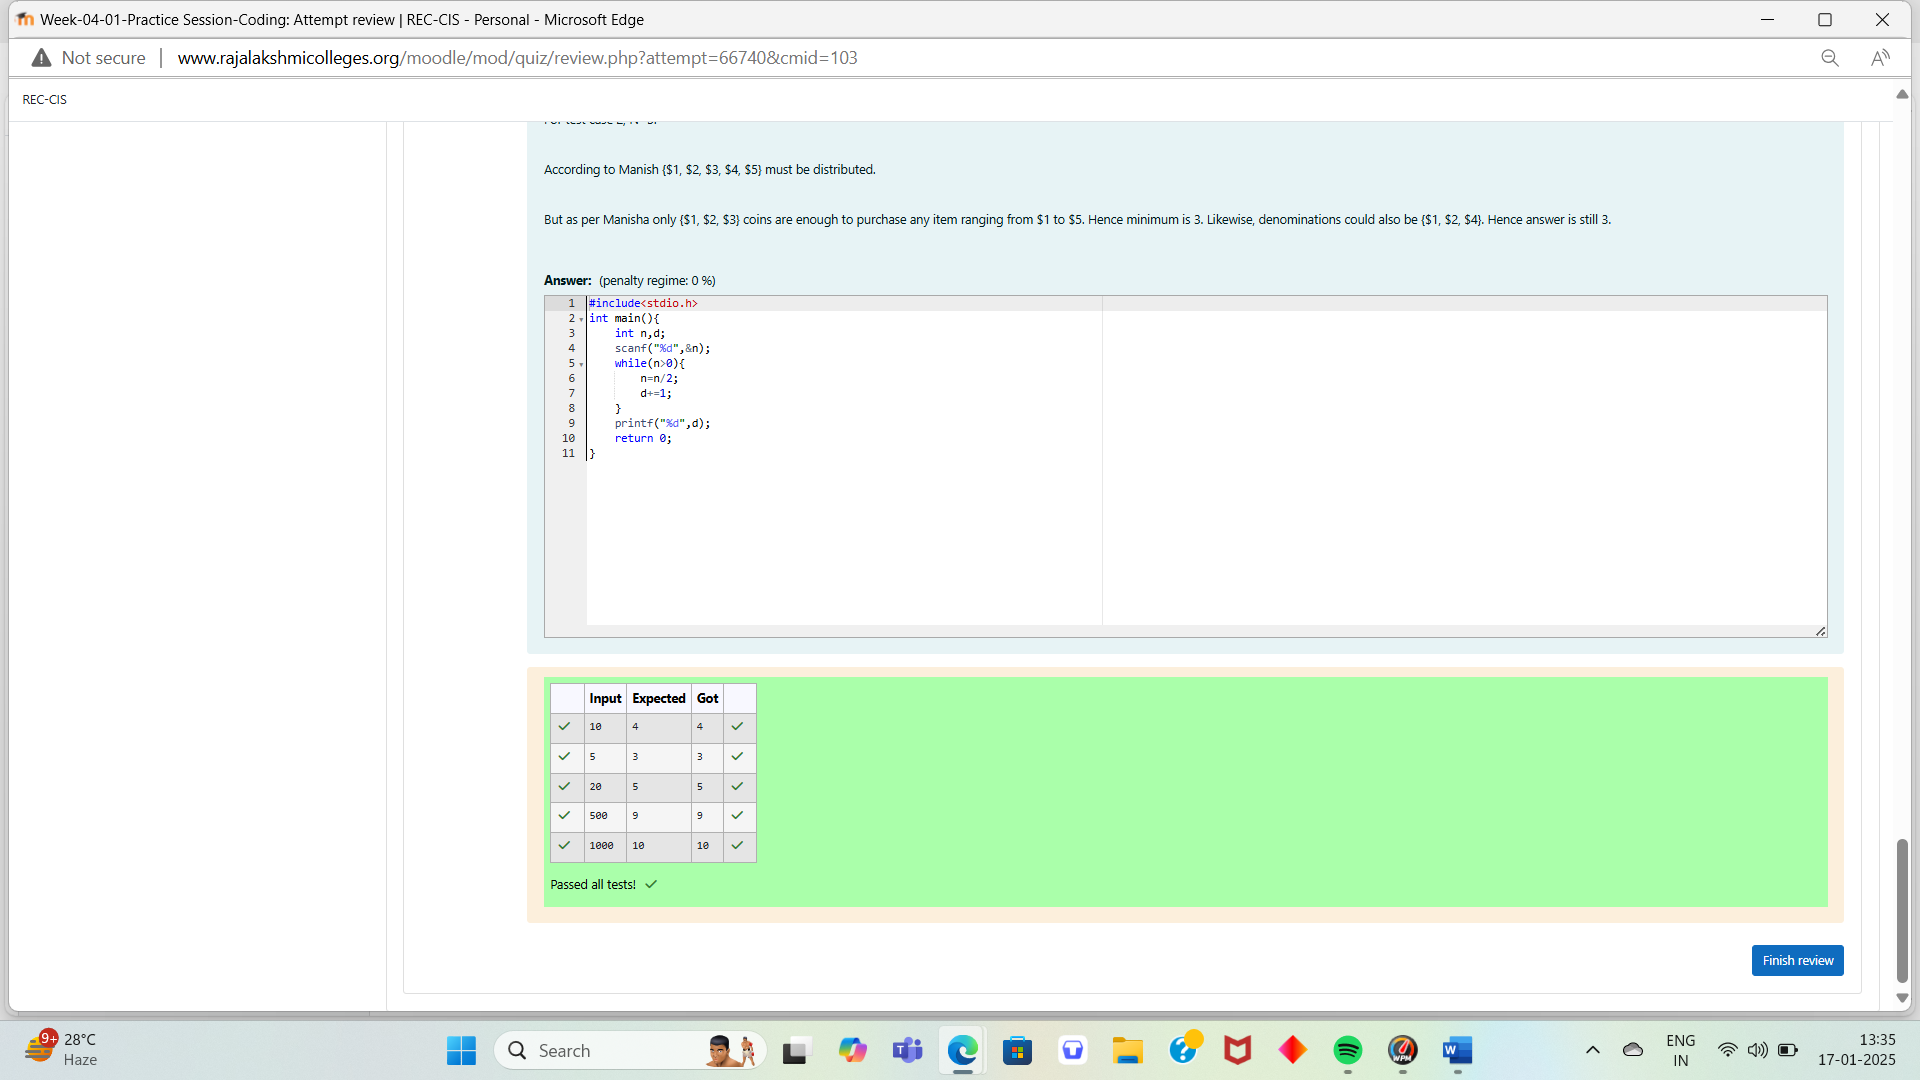 Week-04-01-Practice Session-Coding: Attempt review | REC-CIS - Personal - Microsoft Edge
Not secure | www.rajalakshmicolleges.org/moodle/mod/quiz/review.php?attempt=66740&cmid=103
REC-CIS
According to Manish {$1, $2, $3, $4, $5} must be distributed.
But as per Manisha only {$1, $2, $3} coins are enough to purchase any item ranging from $1 to $5. Hence minimum is 3. Likewise, denominations could also be {$1, $2, $4}. Hence answer is still 3.
Answer: (penalty regime: 0 %)
1 #include<stdio.h>
2 int main(){
3 int n,d;
4 scanf("%d",&n);
5 while(n>0){
6 n=n/2;
7 d+=1;
8 }
9 printf("%d",d);
10 return 0;
11 }
Input Expected Got
10 4 4
5 3 3
20 5 5
500 9 9
1000 10 10
Passed all tests!
Finish review
9+ 28°C
Haze
Search
WPM
ENG
IN
13:35
17-01-2025